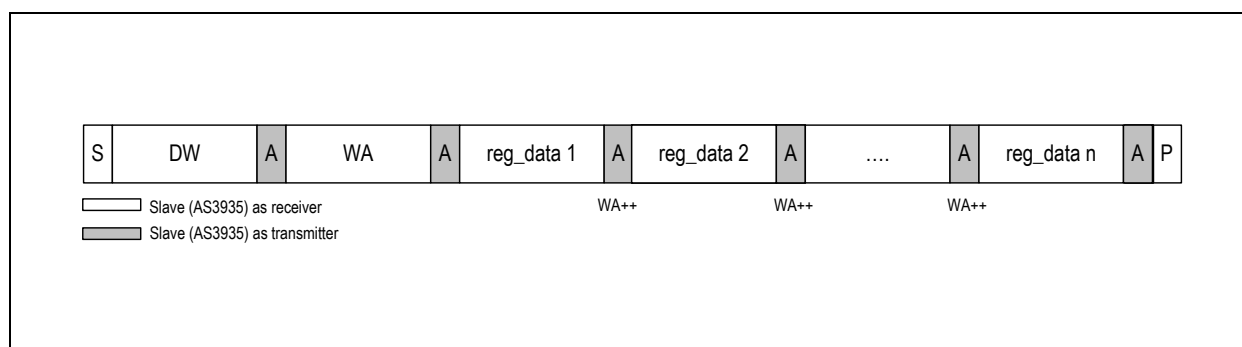 S DW A WA A reg_data 1 A reg_data 2 A .... A reg_data n A P
Slave (AS3935) as receiver WA++ WA++ WA++
Slave (AS3935) as transmitter